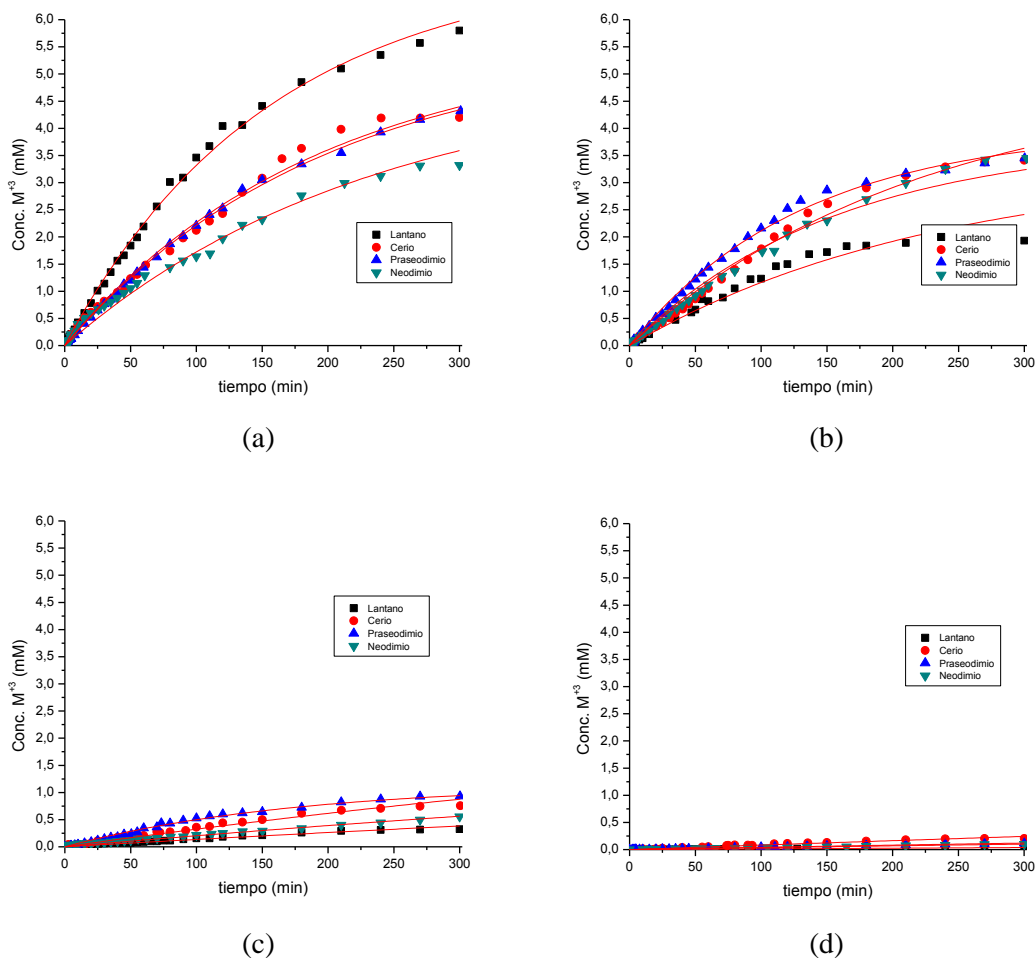 6,0
5,5
5,0
4,5
4,0
3,5
3,0
2,5
2,0
1,5
1,0
0,5
0,0
Conc. M+3 (mM)
Lantano
Cerio
Praseodimio
Neodimio
0 50 100 150 200 250 300
tiempo (min)
(a)
6,0
5,5
5,0
4,5
4,0
3,5
3,0
2,5
2,0
1,5
1,0
0,5
0,0
Conc. M+3 (mM)
Lantano
Cerio
Praseodimio
Neodimio
0 50 100 150 200 250 300
tiempo (min)
(b)
6,0
5,5
5,0
4,5
4,0
3,5
3,0
2,5
2,0
1,5
1,0
0,5
0,0
Conc. M+3 (mM)
Lantano
Cerio
Praseodimio
Neodimio
0 50 100 150 200 250 300
tiempo (min)
(c)
6,0
5,5
5,0
4,5
4,0
3,5
3,0
2,5
2,0
1,5
1,0
0,5
0,0
Conc. M+3 (mM)
Lantano
Cerio
Praseodimio
Neodimio
0 50 100 150 200 250 300
tiempo (min)
(d)